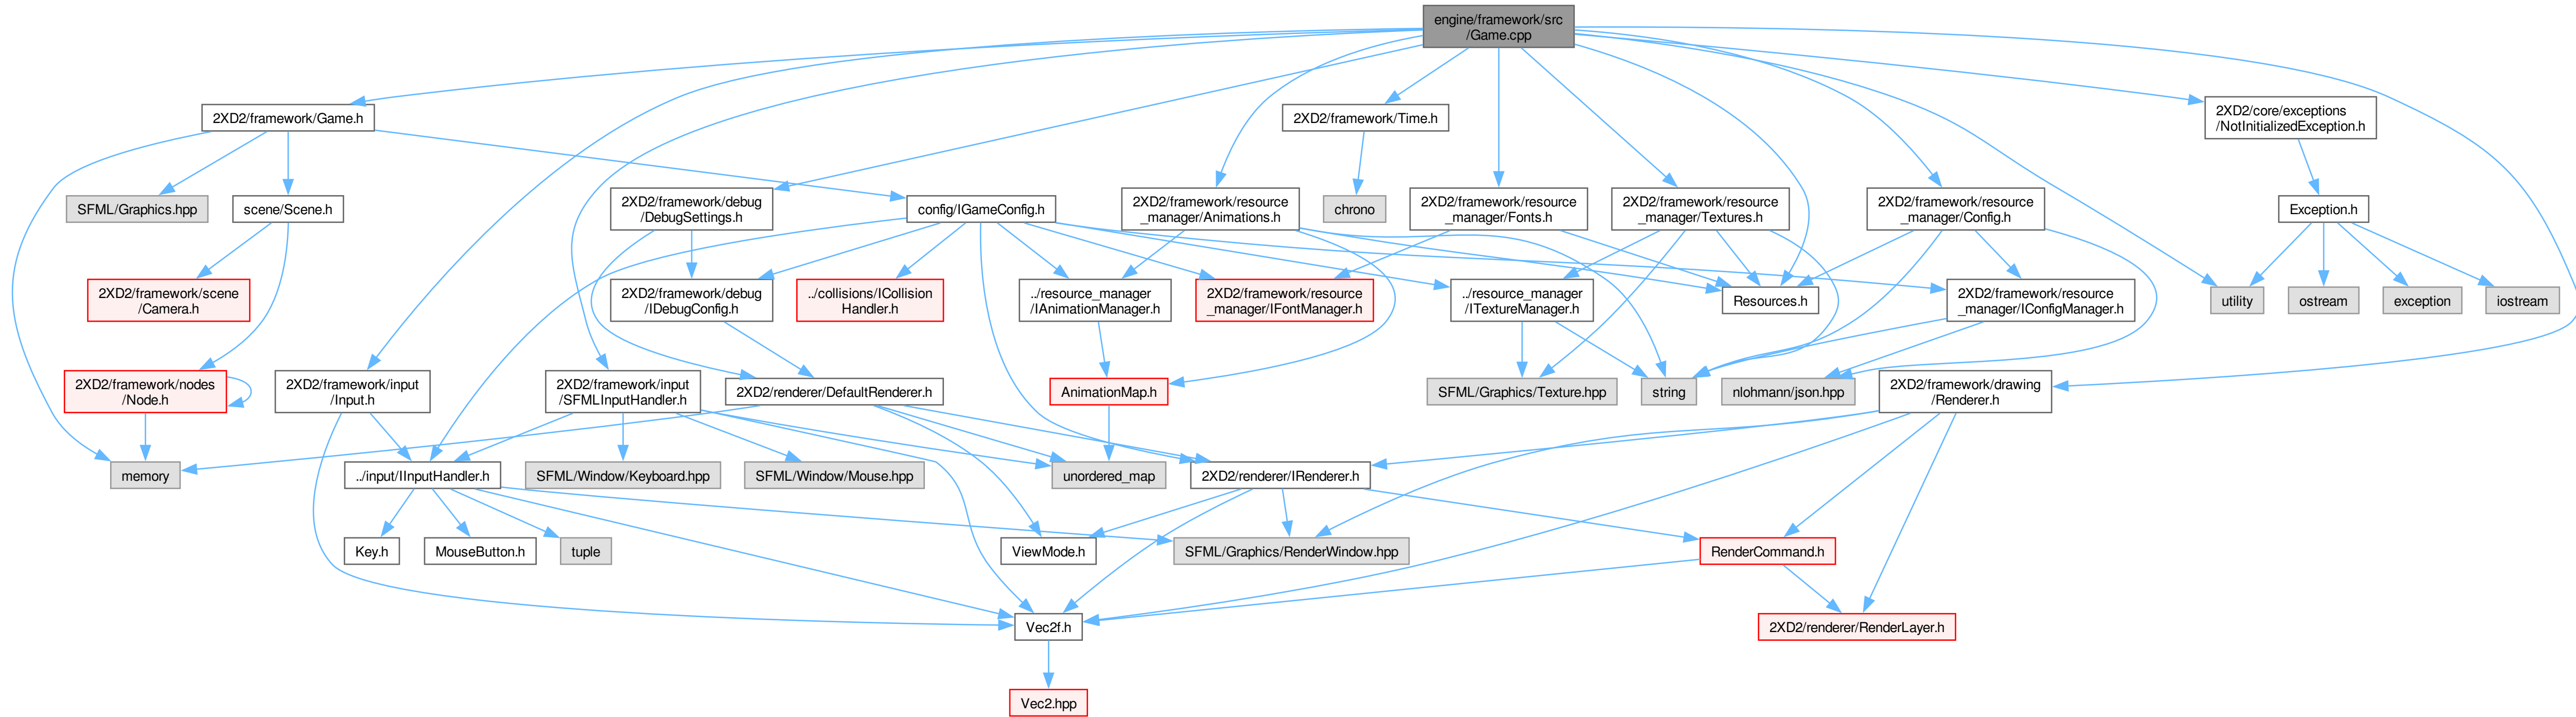 engine/framework/src
/Game.cpp
2XD2/framework/Game.h
2XD2/framework/Time.h
2XD2/core/exceptions
/NotInitializedException.h
SFML/Graphics.hpp
scene/Scene.h
2XD2/framework/debug
/DebugSettings.h
config/IGameConfig.h
2XD2/framework/resource
_manager/Animations.h
chrono
2XD2/framework/resource
_manager/Fonts.h
2XD2/framework/resource
_manager/Textures.h
2XD2/framework/resource
_manager/Config.h
Exception.h
2XD2/framework/scene
/Camera.h
2XD2/framework/debug
/IDebugConfig.h
../collisions/ICollision
Handler.h
../resource_manager
/IAnimationManager.h
2XD2/framework/resource
_manager/IFontManager.h
../resource_manager
/ITextureManager.h
Resources.h
2XD2/framework/resource
_manager/IConfigManager.h
utility
ostream
exception
iostream
2XD2/framework/nodes
/Node.h
2XD2/framework/input
/Input.h
2XD2/framework/input
/SFMLInputHandler.h
2XD2/renderer/DefaultRenderer.h
AnimationMap.h
SFML/Graphics/Texture.hpp
string
nlohmann/json.hpp
2XD2/framework/drawing
/Renderer.h
memory
../input/IInputHandler.h
SFML/Window/Keyboard.hpp
SFML/Window/Mouse.hpp
unordered_map
2XD2/renderer/IRenderer.h
Key.h
MouseButton.h
tuple
ViewMode.h
SFML/Graphics/RenderWindow.hpp
RenderCommand.h
Vec2f.h
2XD2/renderer/RenderLayer.h
Vec2.hpp